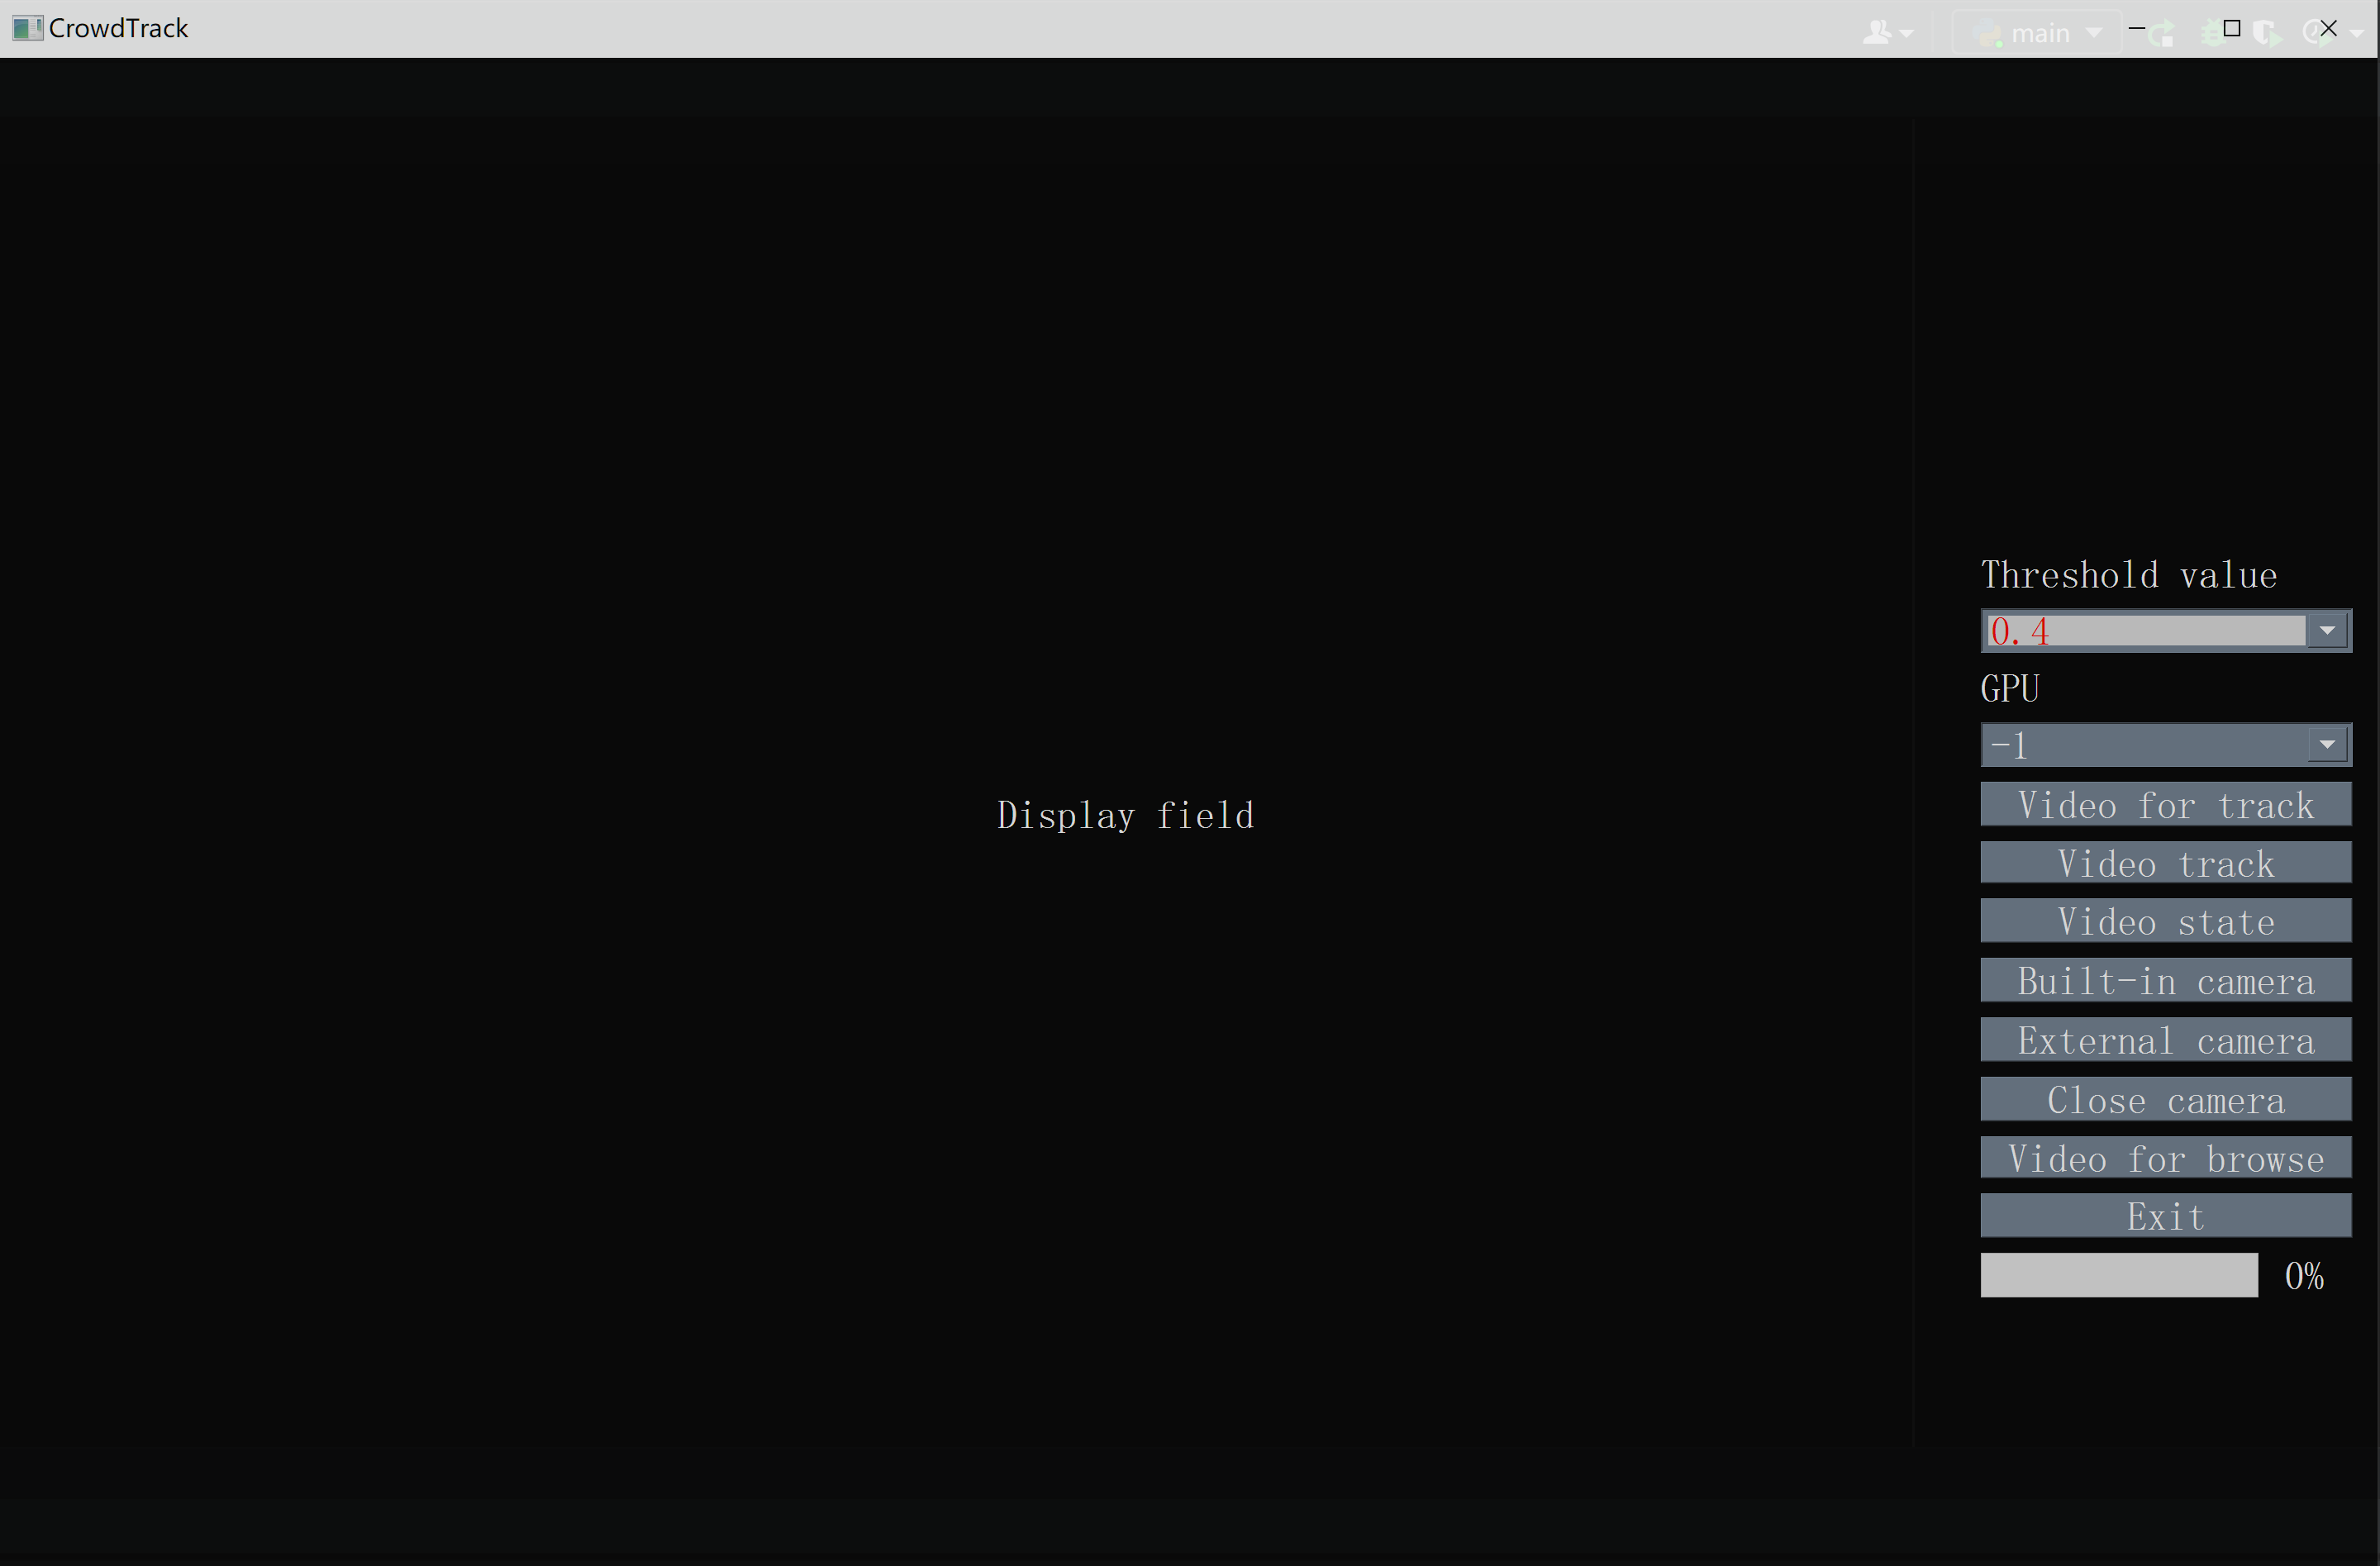 CrowdTrack
main
Threshold value
0.4
GPU
-1
Display field
Video for track
Video track
Video state
Built-in camera
External camera
Close camera
Video for browse
Exit
0%